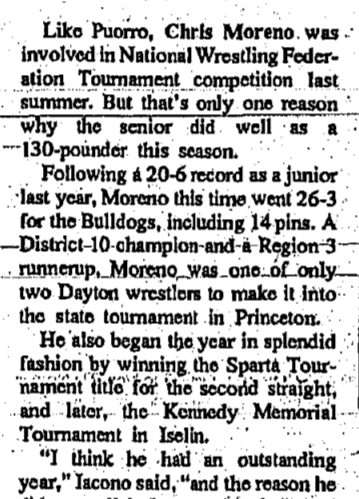 Like Puorro, Chris Moreno was
involved in National Wrestling Feder-
ation Tournament competition last
summer. But that's only one reason
why the senior did well as a
130-pounder this season.
Following a 20-6 record as a junior
last year, Moreno this time went 26-3
for the Bulldogs, including 14 pins. A
District 10 champion and a Region 3
runnerup, Moreno was one of only
two Dayton wrestlers to make it into
the state tournament in Princeton.
He also began the year in splendid
fashion by winning the Sparta Tour-
nament title for the second straight,
and later, the Kennedy Memorial
Tournament in Iselin.
"I think he had an outstanding
year," Iacono said, "and the reason he